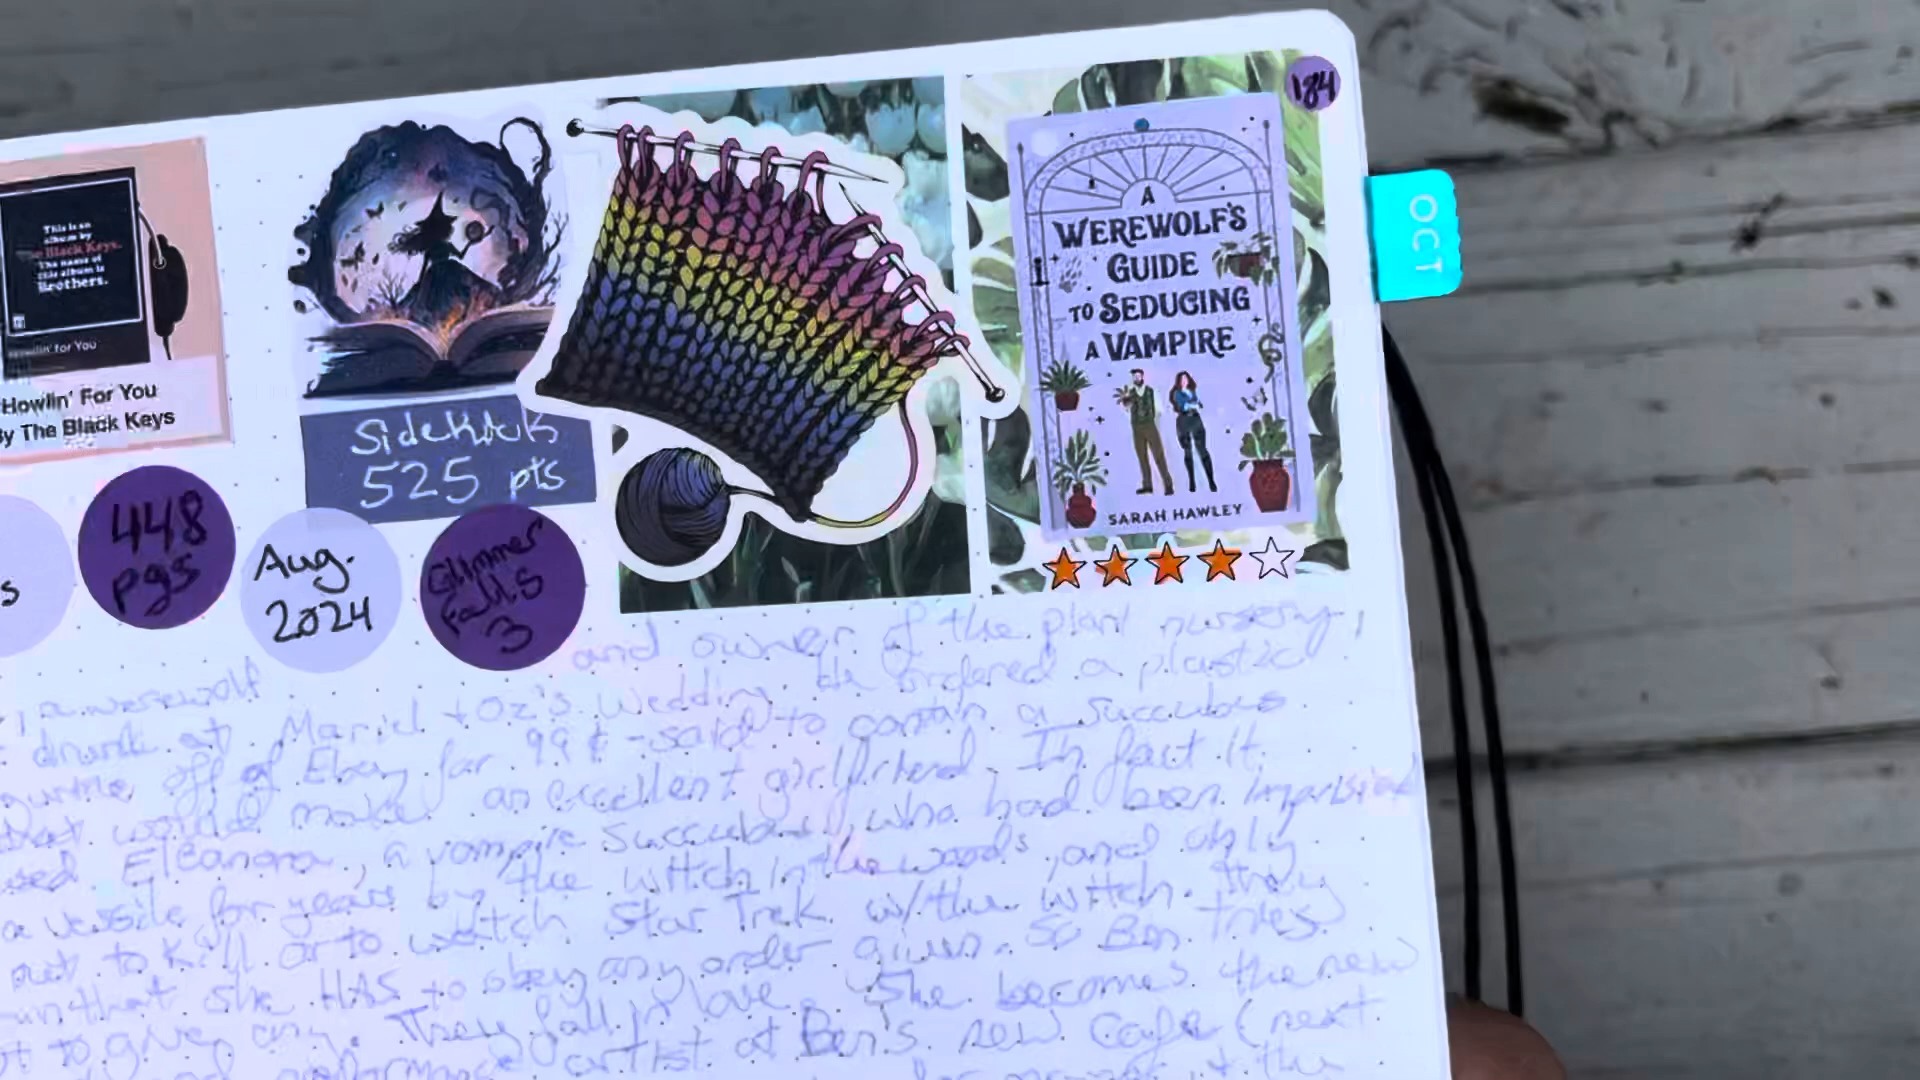 184
OCT
This is an
album by
The Black Keys.
The name of
this album is
Brothers.
Howlin' for You
Howlin' For You
By The Black Keys
Sidekick
525 pts
A
WEREWOLF'S
GUIDE
TO SEDUCING
A VAMPIRE
SARAH HAWLEY
448
pgs
Aug.
2024
Glimmer
Falls
3
and owner of the plant nursery,
, a werewolf
drunk at Mariel + Oz's wedding. He ordered a plastic
off of Ebay for 99¢ - said to contain a succubus
that would make an excellent girlfriend. In fact it
Eleanora, a vampire succubus, who had been
a vessile for years by the witch in the woods, and only
out to kill or to watch Star Trek w/the witch. They
that she HAS to obey any order given. So Ben tries
to give any. They fall in love. She becomes the new
artist at Ben's new Cafe (next
the